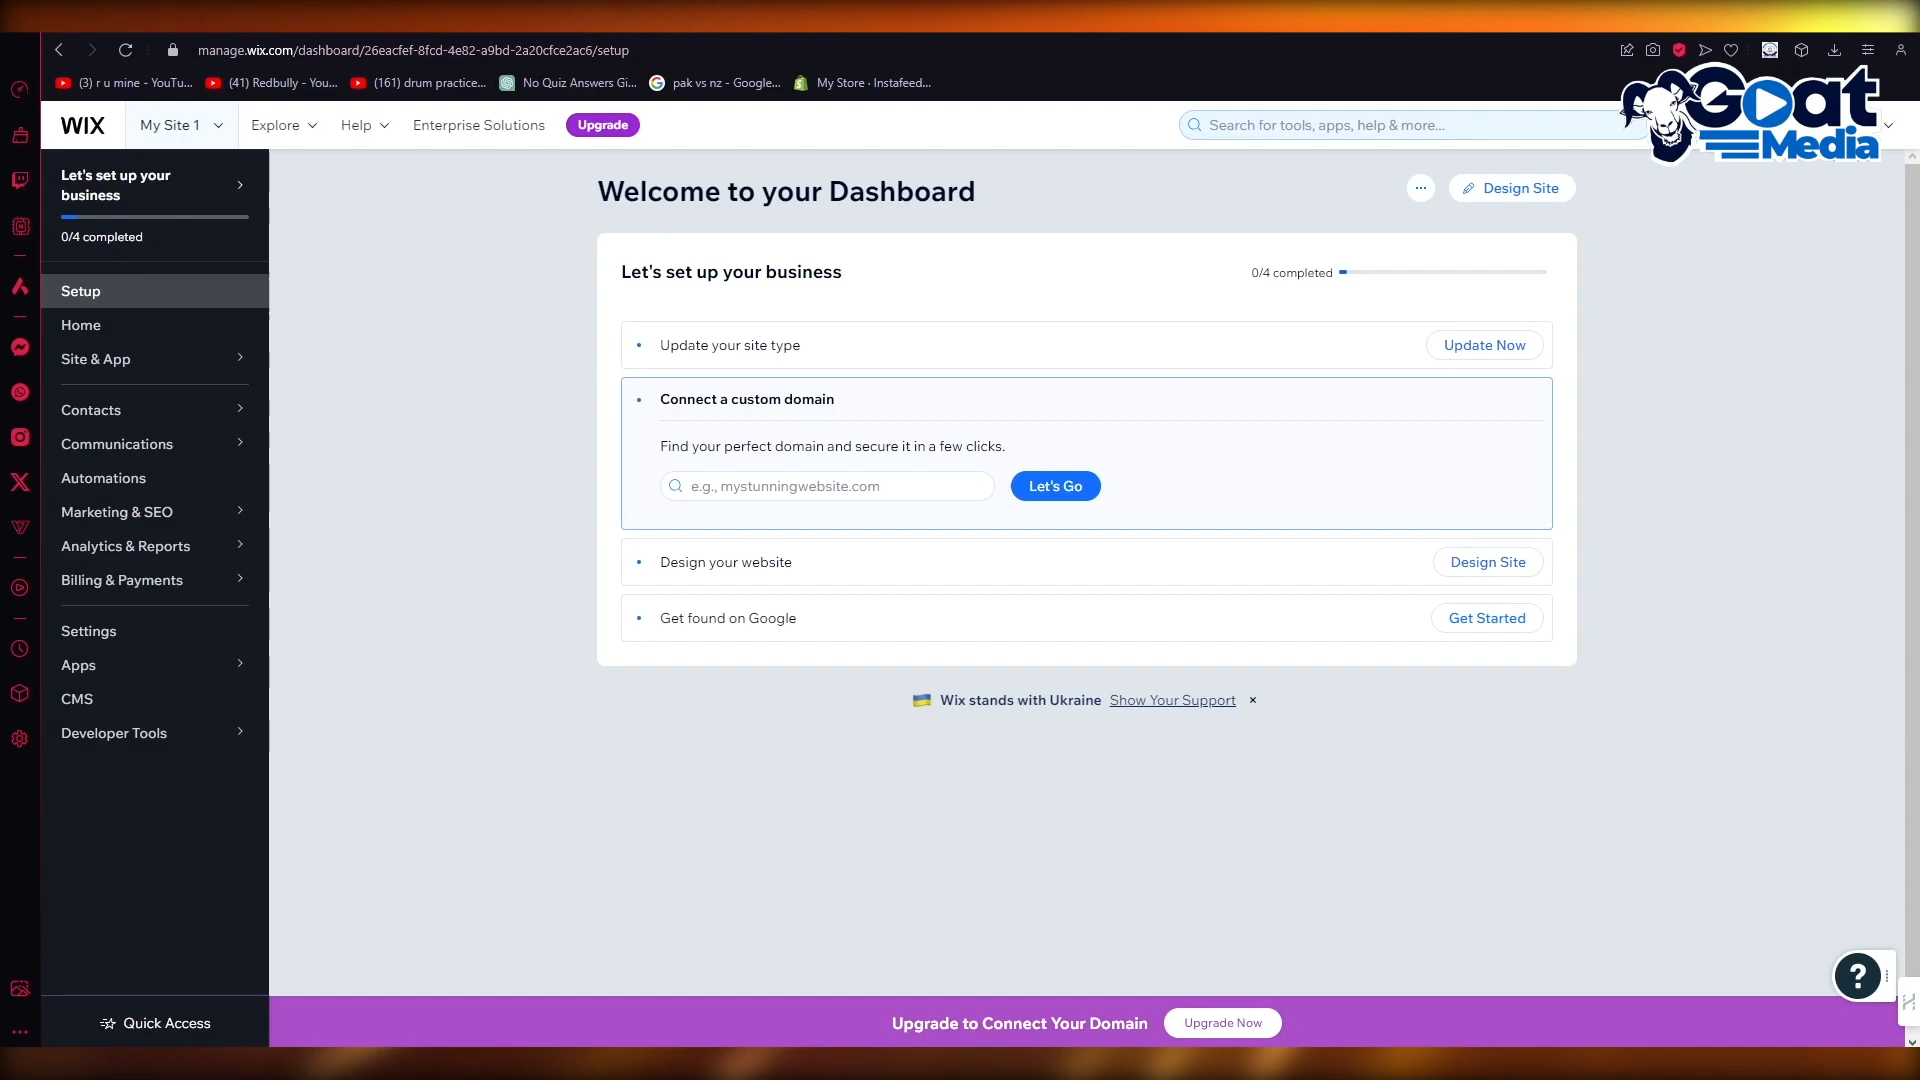 manage.wix.com/dashboard/26eacfef-8fcd-4e82-a9bd-2a20cfce2ac6/setup
(3) r u mine - YouTu...
(41) Redbully - You...
(161) drum practice...
No Quiz Answers Gi...
pak vs nz - Google...
My Store · Instafeed...
Goat
Media
WIX
My Site 1
Explore
Help
Enterprise Solutions
Upgrade
Search for tools, apps, help & more...
Let's set up your
business
0/4 completed
Setup
Home
Site & App
Contacts
Communications
Automations
Marketing & SEO
Analytics & Reports
Billing & Payments
Settings
Apps
CMS
Developer Tools
Quick Access
Welcome to your Dashboard
Design Site
Let's set up your business
0/4 completed
Update your site type
Update Now
Connect a custom domain
Find your perfect domain and secure it in a few clicks.
e.g., mystunningwebsite.com
Let's Go
Design your website
Design Site
Get found on Google
Get Started
Wix stands with Ukraine Show Your Support ×
?
Upgrade to Connect Your Domain
Upgrade Now